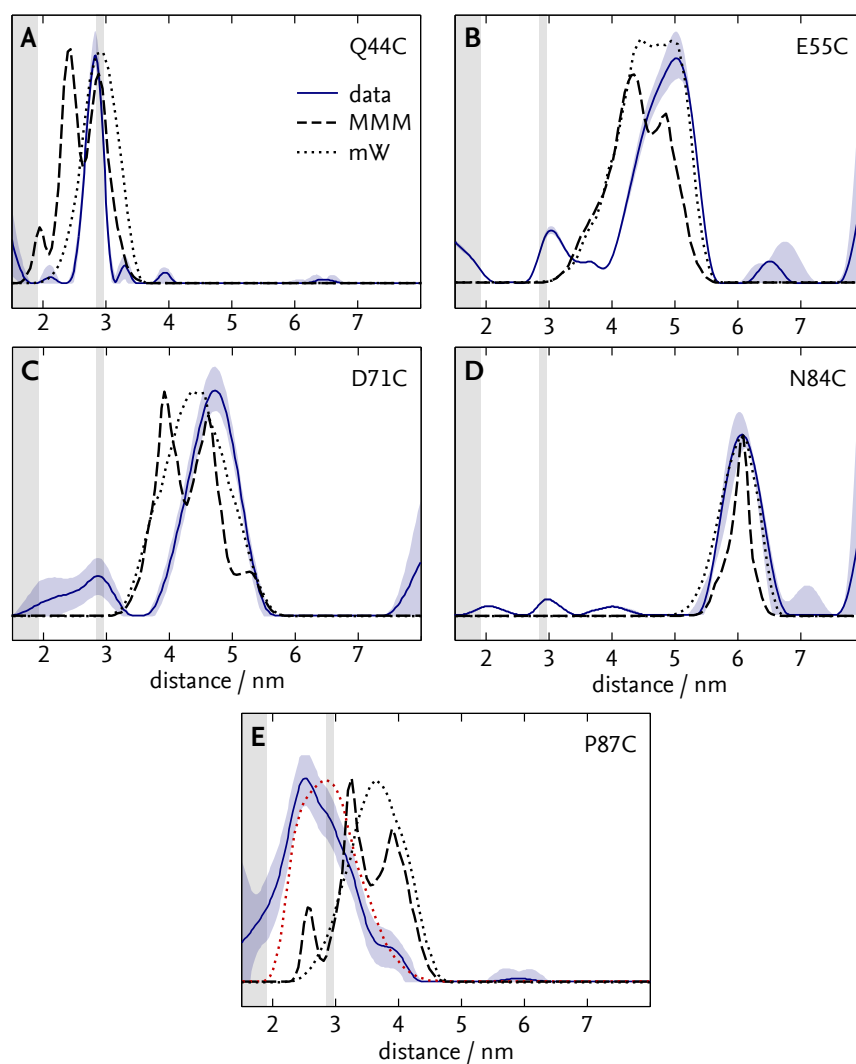 A Q44C
data
MMM
mW
2 3 4 5 6 7
B E55C
2 3 4 5 6 7
C D71C
2 3 4 5 6 7
distance / nm
D N84C
2 3 4 5 6 7
distance / nm
E P87C
2 3 4 5 6 7
distance / nm